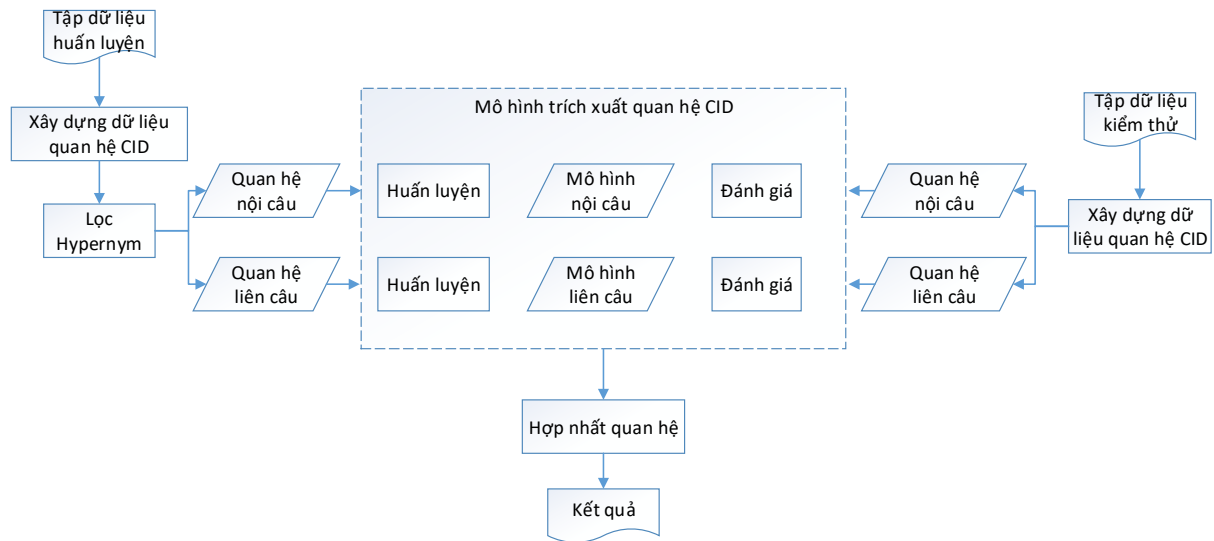 Tập dữ liệu
huấn luyện
Xây dựng dữ liệu
quan hệ CID
Lọc
Hypernym
Quan hệ
nội câu
Quan hệ
liên câu
Mô hình trích xuất quan hệ CID
Huấn luyện
Mô hình
nội câu
Đánh giá
Huấn luyện
Mô hình
liên câu
Đánh giá
Tập dữ liệu
kiểm thử
Xây dựng dữ
liệu quan hệ CID
Quan hệ
nội câu
Quan hệ
liên câu
Hợp nhất quan hệ
Kết quả